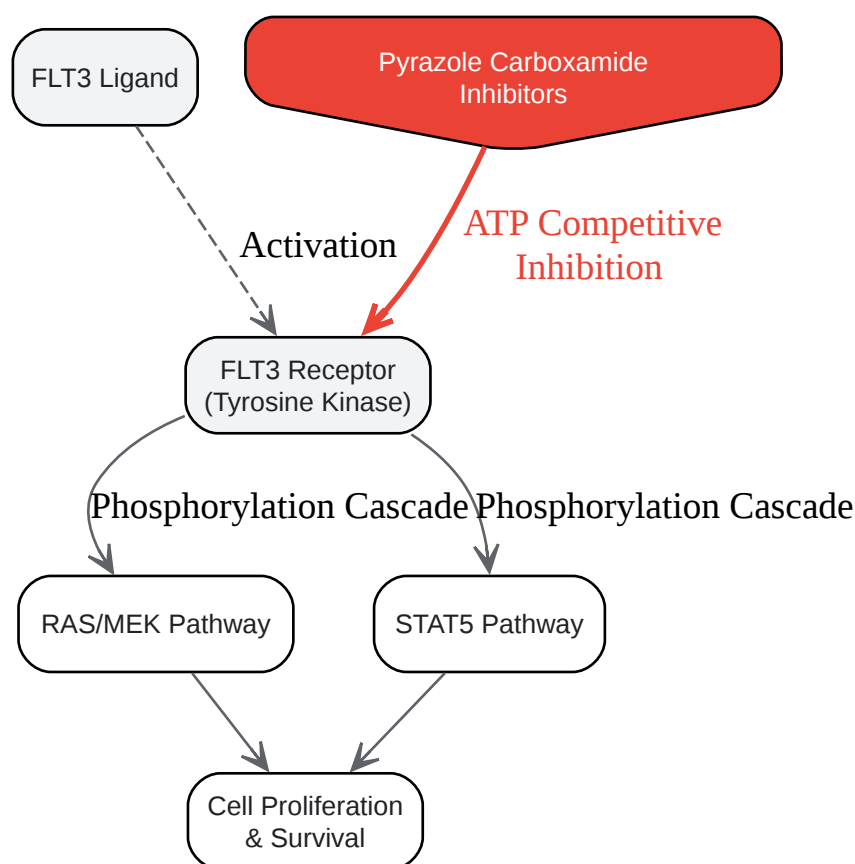 FLT3 Ligand
Pyrazole Carboxamide
Inhibitors
Activation
ATP Competitive
Inhibition
FLT3 Receptor
(Tyrosine Kinase)
Phosphorylation Cascade
Phosphorylation Cascade
RAS/MEK Pathway
STAT5 Pathway
Cell Proliferation
& Survival